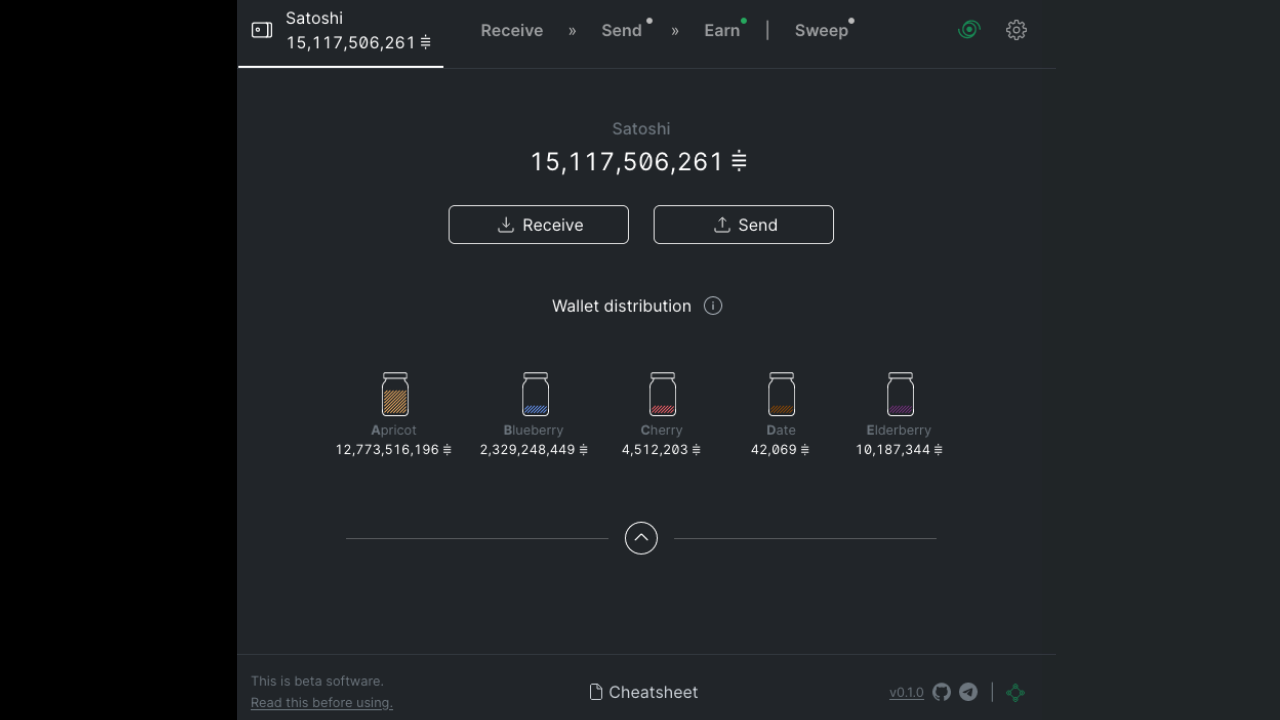 Satoshi
15,117,506,261
Receive » Send » Earn | Sweep
Satoshi
15,117,506,261
Receive
Send
Wallet distribution
Apricot
12,773,516,196
Blueberry
2,329,248,449
Cherry
4,512,203
Date
42,069
Elderberry
10,187,344
This is beta software.
Read this before using.
Cheatsheet
v0.1.0